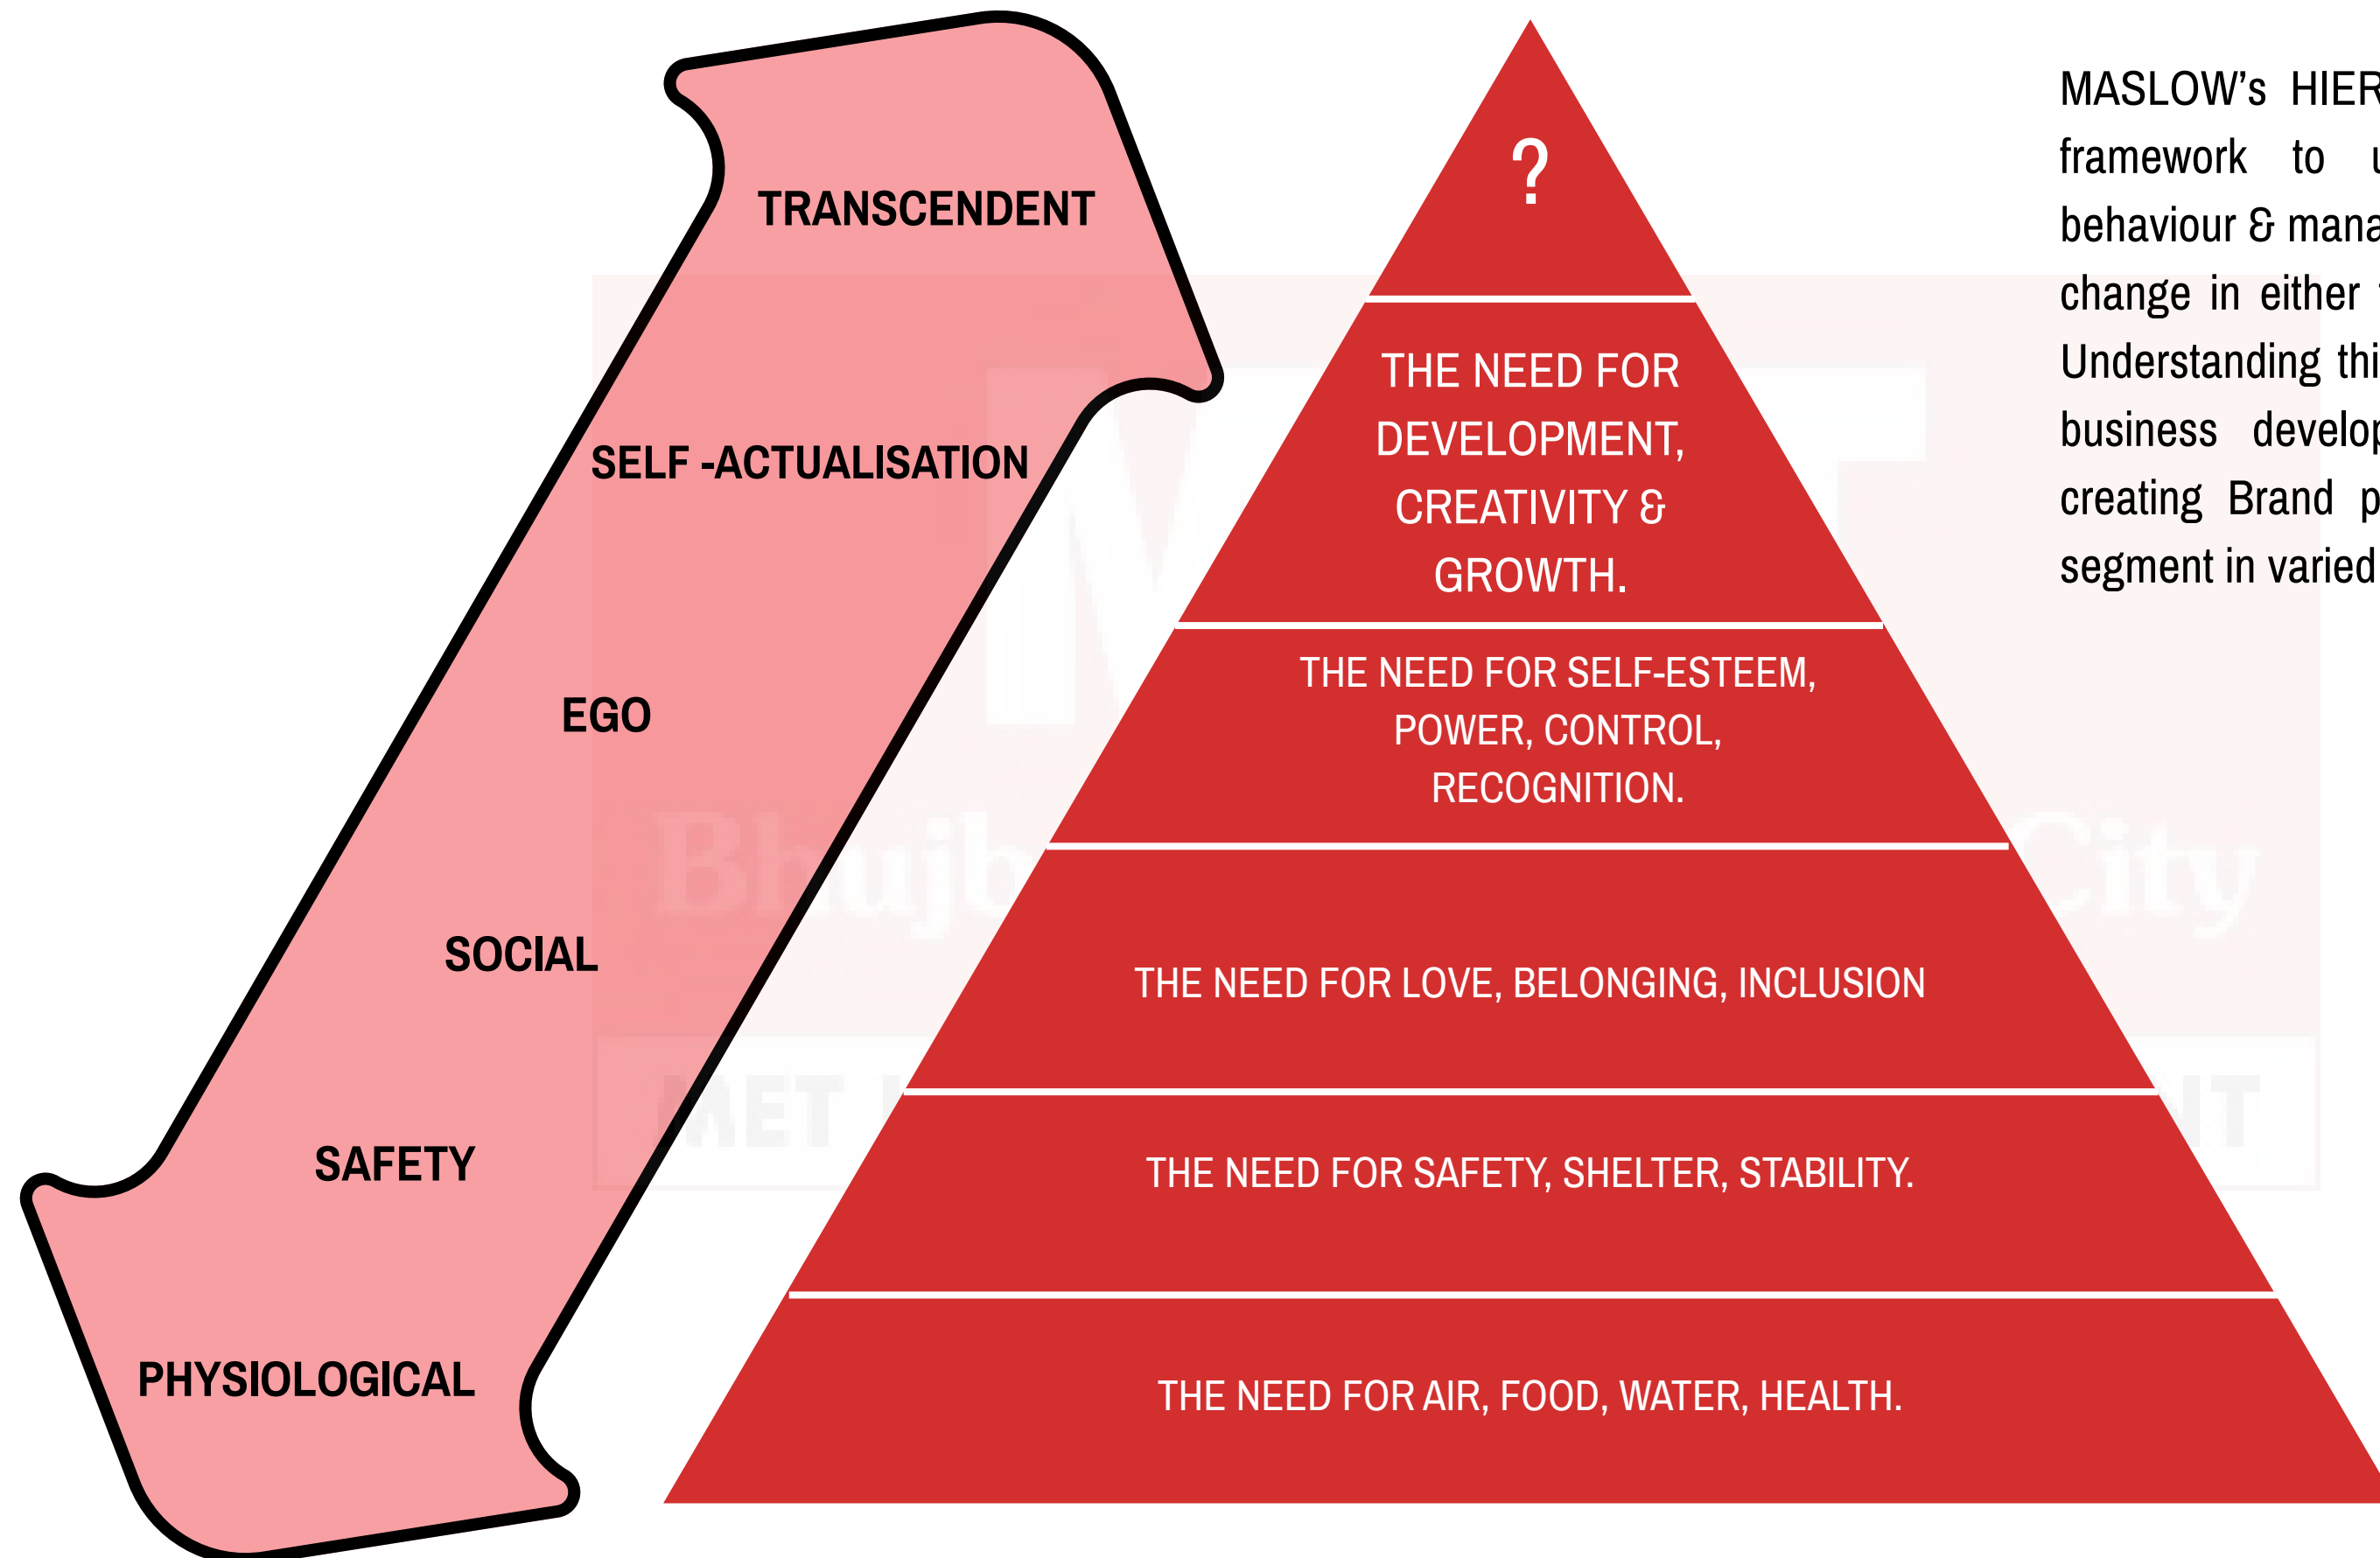 TRANSCENDENT
SELF -ACTUALISATION
EGO
SOCIAL
SAFETY
PHYSIOLOGICAL
?
THE NEED FOR
DEVELOPMENT,
CREATIVITY &
GROWTH.
THE NEED FOR SELF-ESTEEM,
POWER, CONTROL,
RECOGNITION.
THE NEED FOR LOVE, BELONGING, INCLUSION
THE NEED FOR SAFETY, SHELTER, STABILITY.
THE NEED FOR AIR, FOOD, WATER, HEALTH.
MASLOW's
framework to
behaviour &
change in either
Understanding
business
creating Brand
segment in varied
City
MET